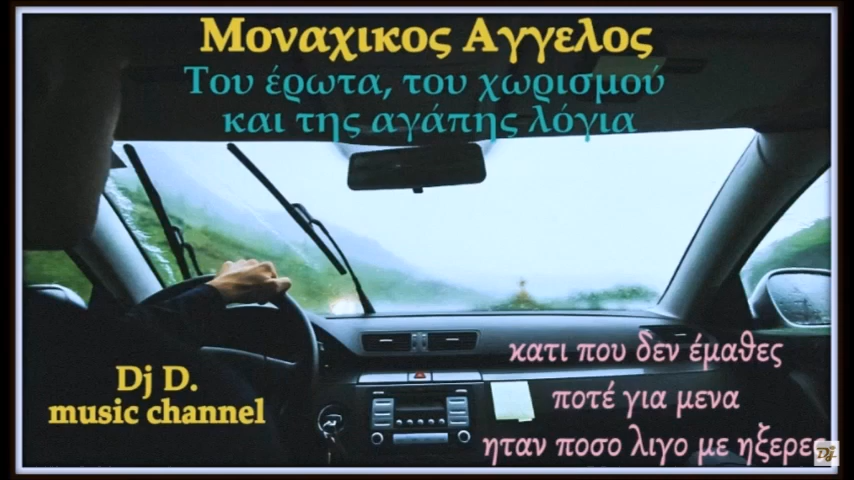 Μοναχικος Αγγελος
Του έρωτα, του χωρισμού
και της αγάπης λόγια
κατι που δεν έμαθες
ποτέ για μενα
ηταν ποσο λιγο με ηξερες
Dj D.
music channel
Dj